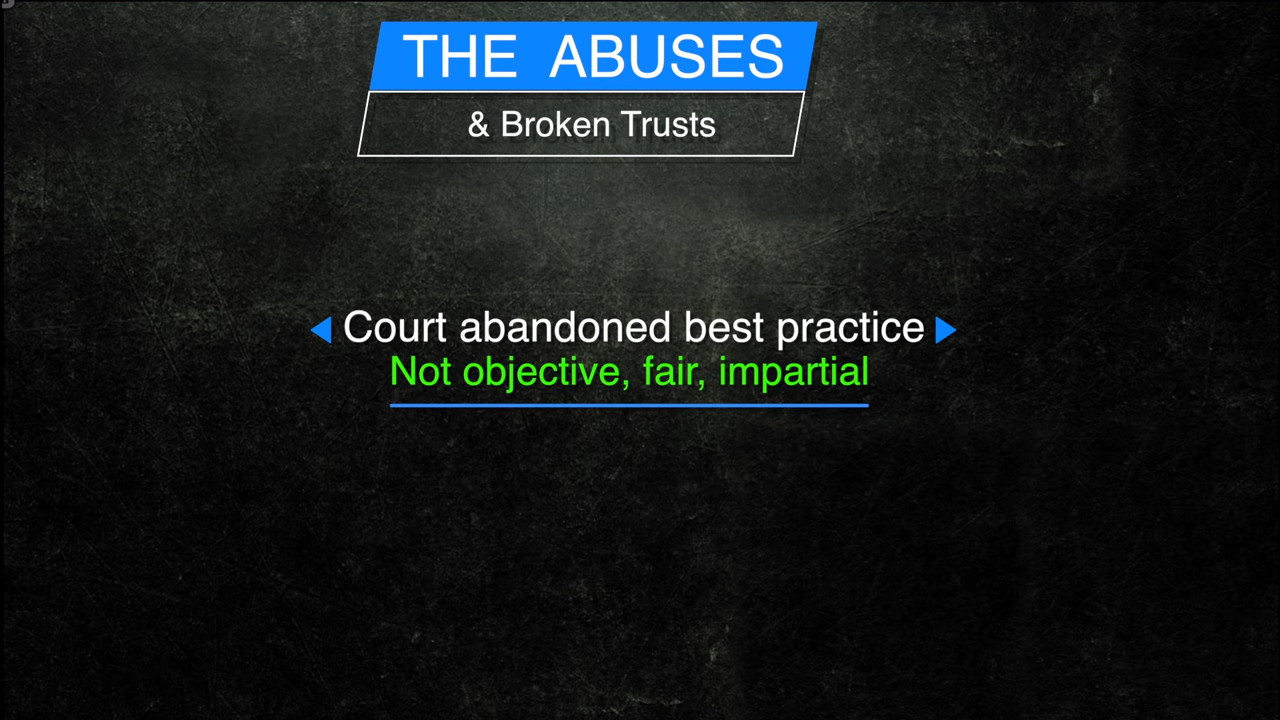 THE ABUSES
& Broken Trusts
Court abandoned best practice
Not objective, fair, impartial